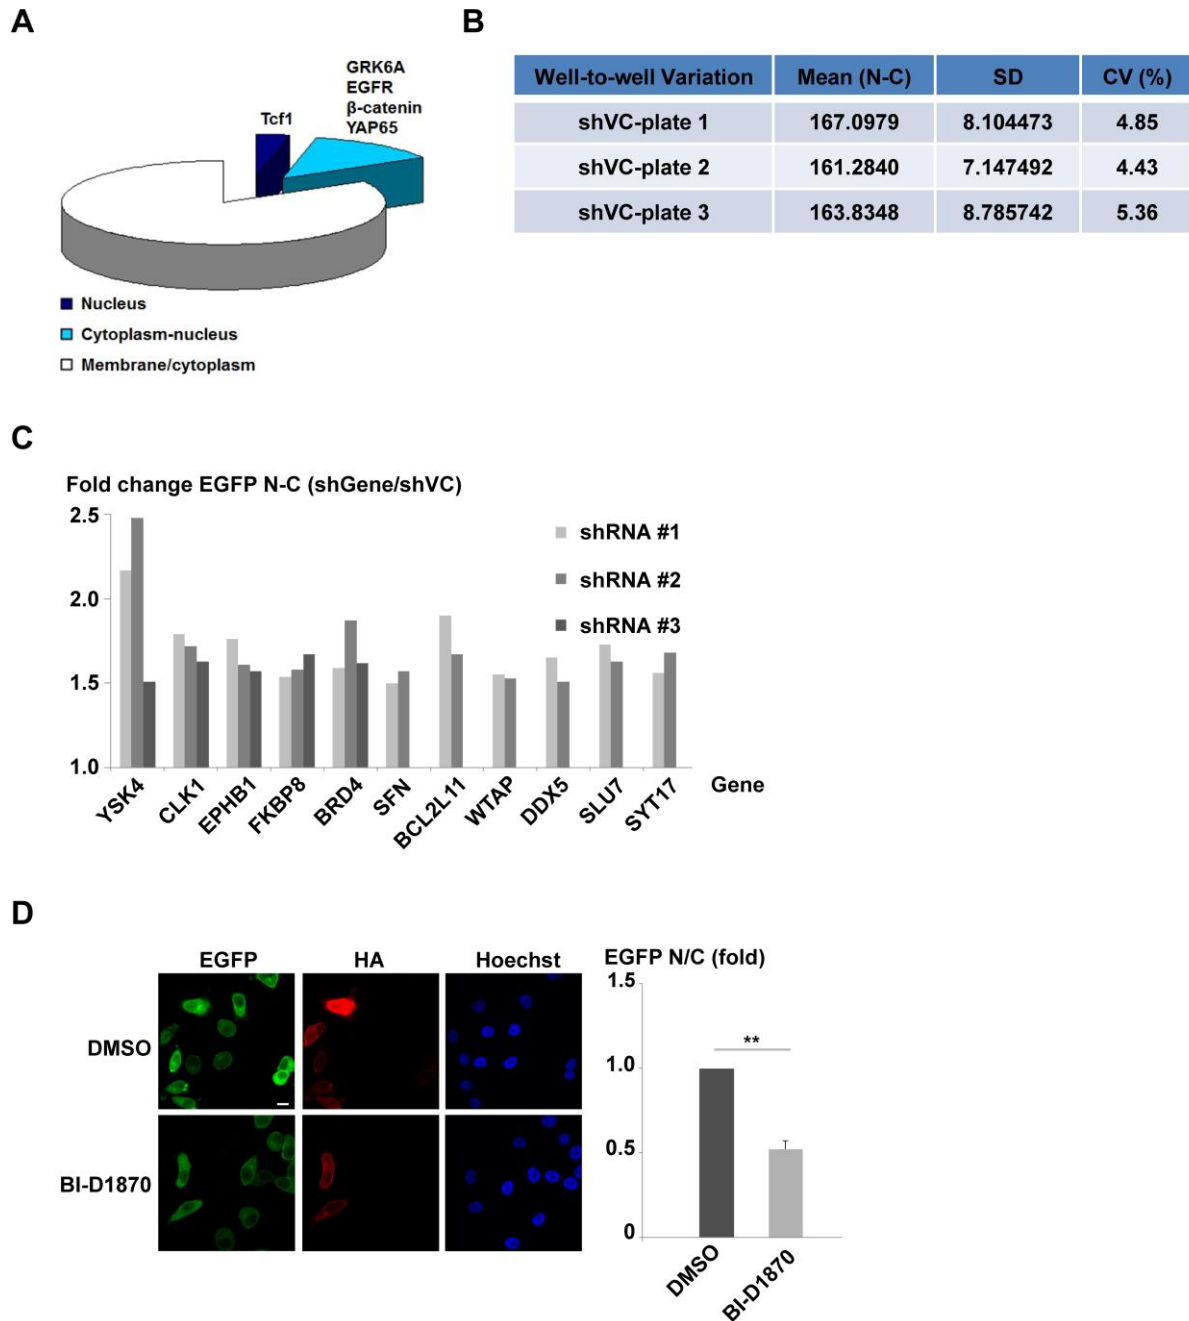 A
GRK6A
EGFR
β-catenin
YAP65
Tcf1
Nucleus
Cytoplasm-nucleus
Membrane/cytoplasm
B
Well-to-well Variation Mean (N-C) SD CV (%)
shVC-plate 1 167.0979 8.104473 4.85
shVC-plate 2 161.2840 7.147492 4.43
shVC-plate 3 163.8348 8.785742 5.36
C
Fold change EGFP N-C (shGene/shVC)
2.5
2.0
1.5
1.0
shRNA #1
shRNA #2
shRNA #3
YSK4 CLK1 EPHB1 FKBP8 BRD4 SFN BCL2L11 WTAP DDX5 SLU7 SYT17 Gene
D
EGFP HA Hoechst
DMSO
BI-D1870
EGFP N/C (fold)
1.5
1.0
0.5
0
**
DMSO BI-D1870